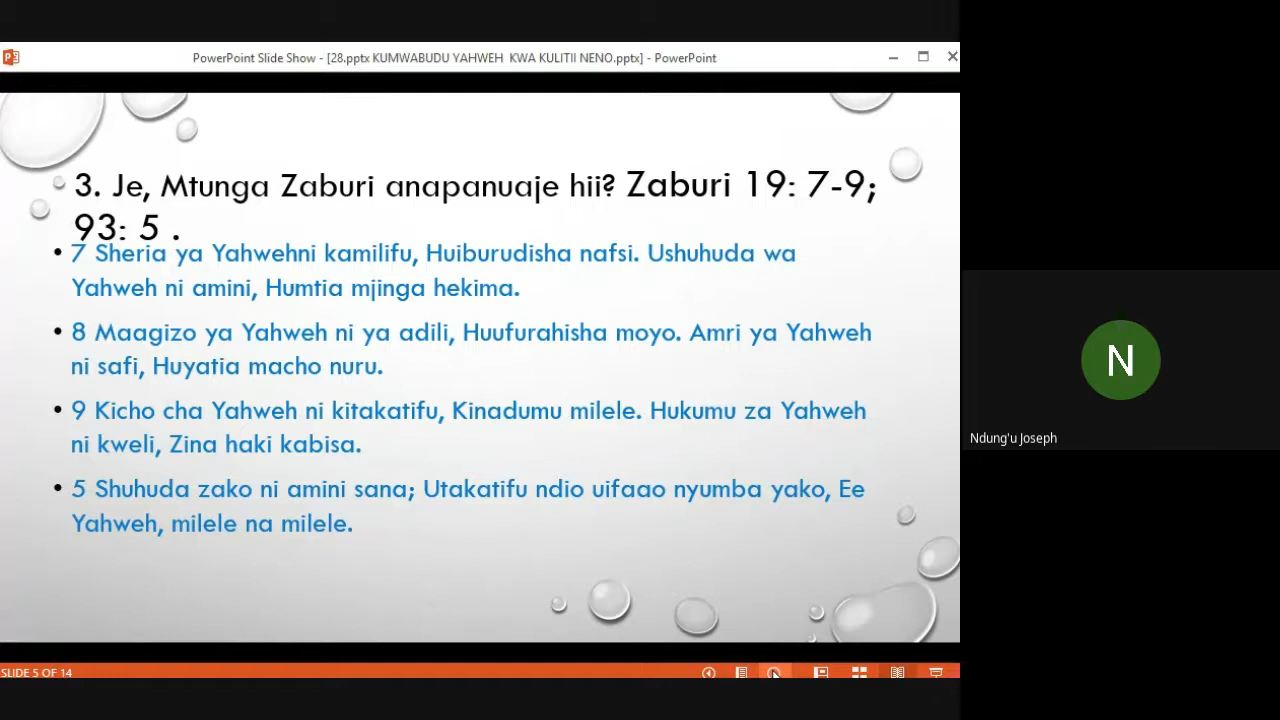 PowerPoint Slide Show - [28.pptx KUMWABUDU YAHWEH  KWA KULITII NENO.pptx] - PowerPoint
3. Je, Mtunga Zaburi anapanuaje hii? Zaburi 19: 7-9;
93: 5 .
• 7 Sheria ya Yahwehni kamilifu, Huiburudisha nafsi. Ushuhuda wa
Yahweh ni amini, Humtia mjinga hekima.
• 8 Maagizo ya Yahweh ni ya adili, Huufurahisha moyo. Amri ya Yahweh
ni safi, Huyatia macho nuru.
• 9 Kicho cha Yahweh ni kitakatifu, Kinadumu milele. Hukumu za Yahweh
ni kweli, Zina haki kabisa.
• 5 Shuhuda zako ni amini sana; Utakatifu ndio uifaao nyumba yako, Ee
Yahweh, milele na milele.
SLIDE 5 OF 14
N
Ndung'u Joseph